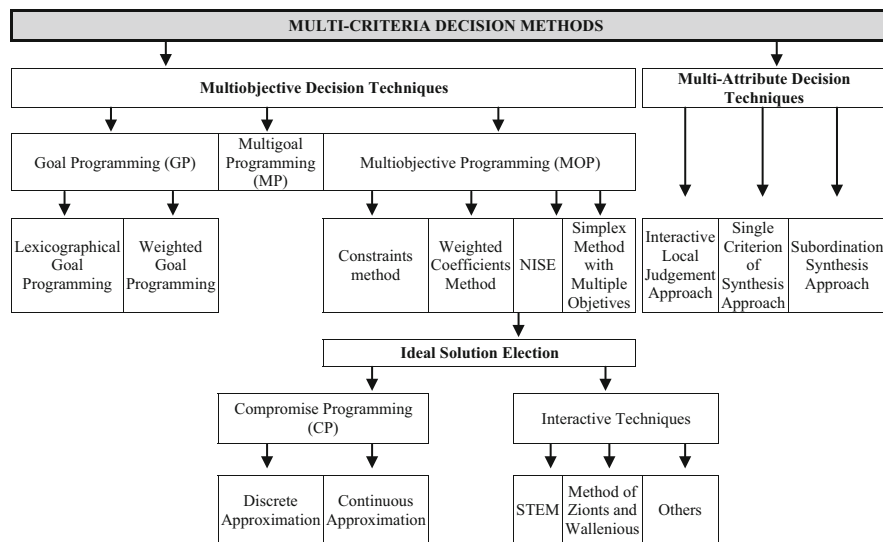 MULTI-CRITERIA DECISION METHODS
Multiobjective Decision Techniques
Multi-Attribute Decision
Techniques
Goal Programming (GP)
Multigoal
Programming
(MP)
Multiobjective Programming (MOP)
Lexicographical
Goal
Programming
Weighted
Goal
Programming
Constraints
method
Weighted
Coefficients
Method
NISE
Simplex
Method
with
Multiple
Objetives
Interactive
Local
Judgement
Approach
Single
Criterion
of
Synthesis
Approach
Subordination
Synthesis
Approach
Ideal Solution Election
Compromise Programming
(CP)
Interactive Techniques
Discrete
Approximation
Continuous
Approximation
STEM
Method of
Zionts and
Wallenious
Others